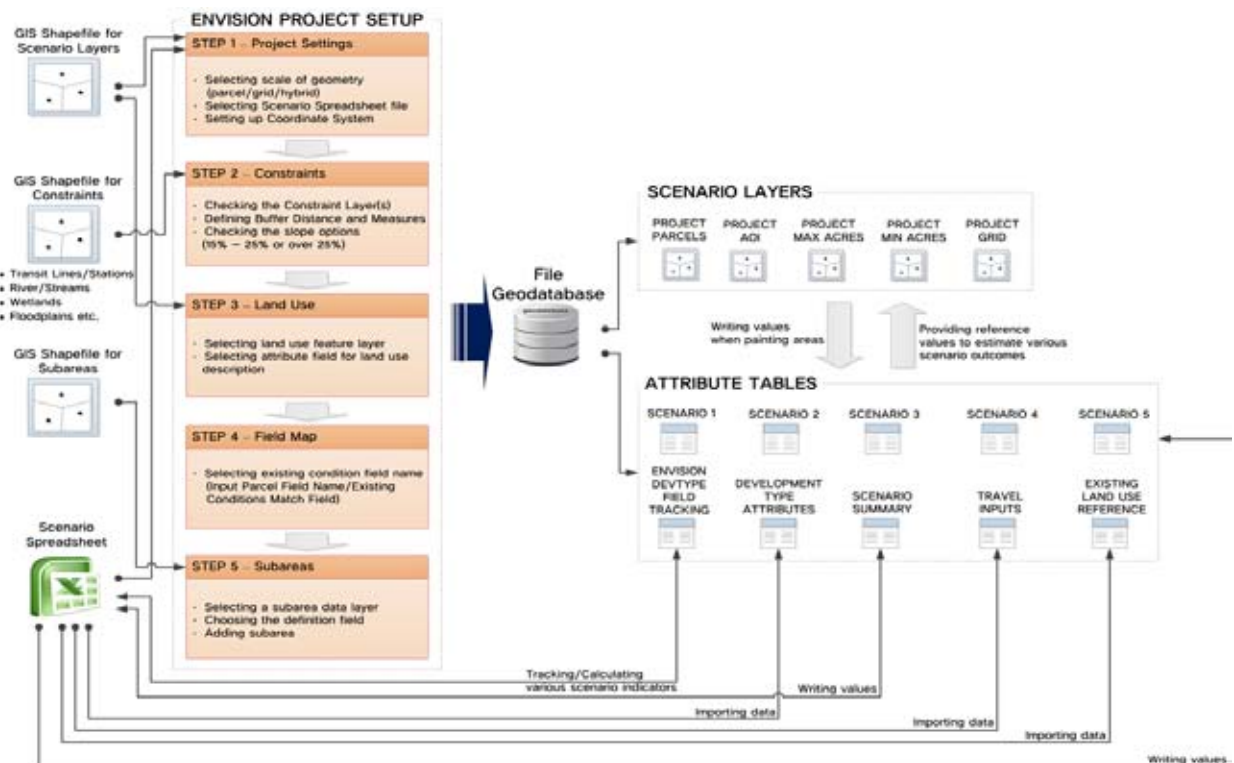 ENVISION PROJECT SETUP
GIS Shapefile for
Scenario Layers
STEP 1 – Project Settings
- Selecting scale of geometry
(parcel/grid/hybrid)
- Selecting Scenario Spreadsheet file
- Setting up Coordinate System
GIS Shapefile for
Constraints
• Transit Lines/Stations
• River/Streams
• Wetlands
• Floodplains etc.
STEP 2 – Constraints
- Checking the Constraint Layer(s)
- Defining Buffer Distance and Measures
- Checking the slope options
(15% – 25% or over 25%)
STEP 3 – Land Use
- Selecting land use feature layer
- Selecting attribute field for land use
description
GIS Shapefile for
Subareas
STEP 4 – Field Map
- Selecting existing condition field name
(Input Parcel Field Name/Existing
Conditions Match Field)
Scenario
Spreadsheet
STEP 5 – Subareas
- Selecting a subarea data layer
- Choosing the definition field
- Adding subarea
File
Geodatabase
SCENARIO LAYERS
PROJECT PARCELS
PROJECT AOI
PROJECT MAX ACRES
PROJECT MIN ACRES
PROJECT GRID
Writing values
when painting areas
Providing reference
values to estimate various
scenario outcomes
ATTRIBUTE TABLES
SCENARIO 1
SCENARIO 2
SCENARIO 3
SCENARIO 4
SCENARIO 5
ENVISION
DEVTYPE
FIELD
TRACKING
DEVELOPMENT
TYPE
ATTRIBUTES
SCENARIO
SUMMARY
TRAVEL
INPUTS
EXISTING
LAND USE
REFERENCE
Tracking/Calculating
various scenario indicators
Writing values
Importing data
Importing data
Importing data
Writing values